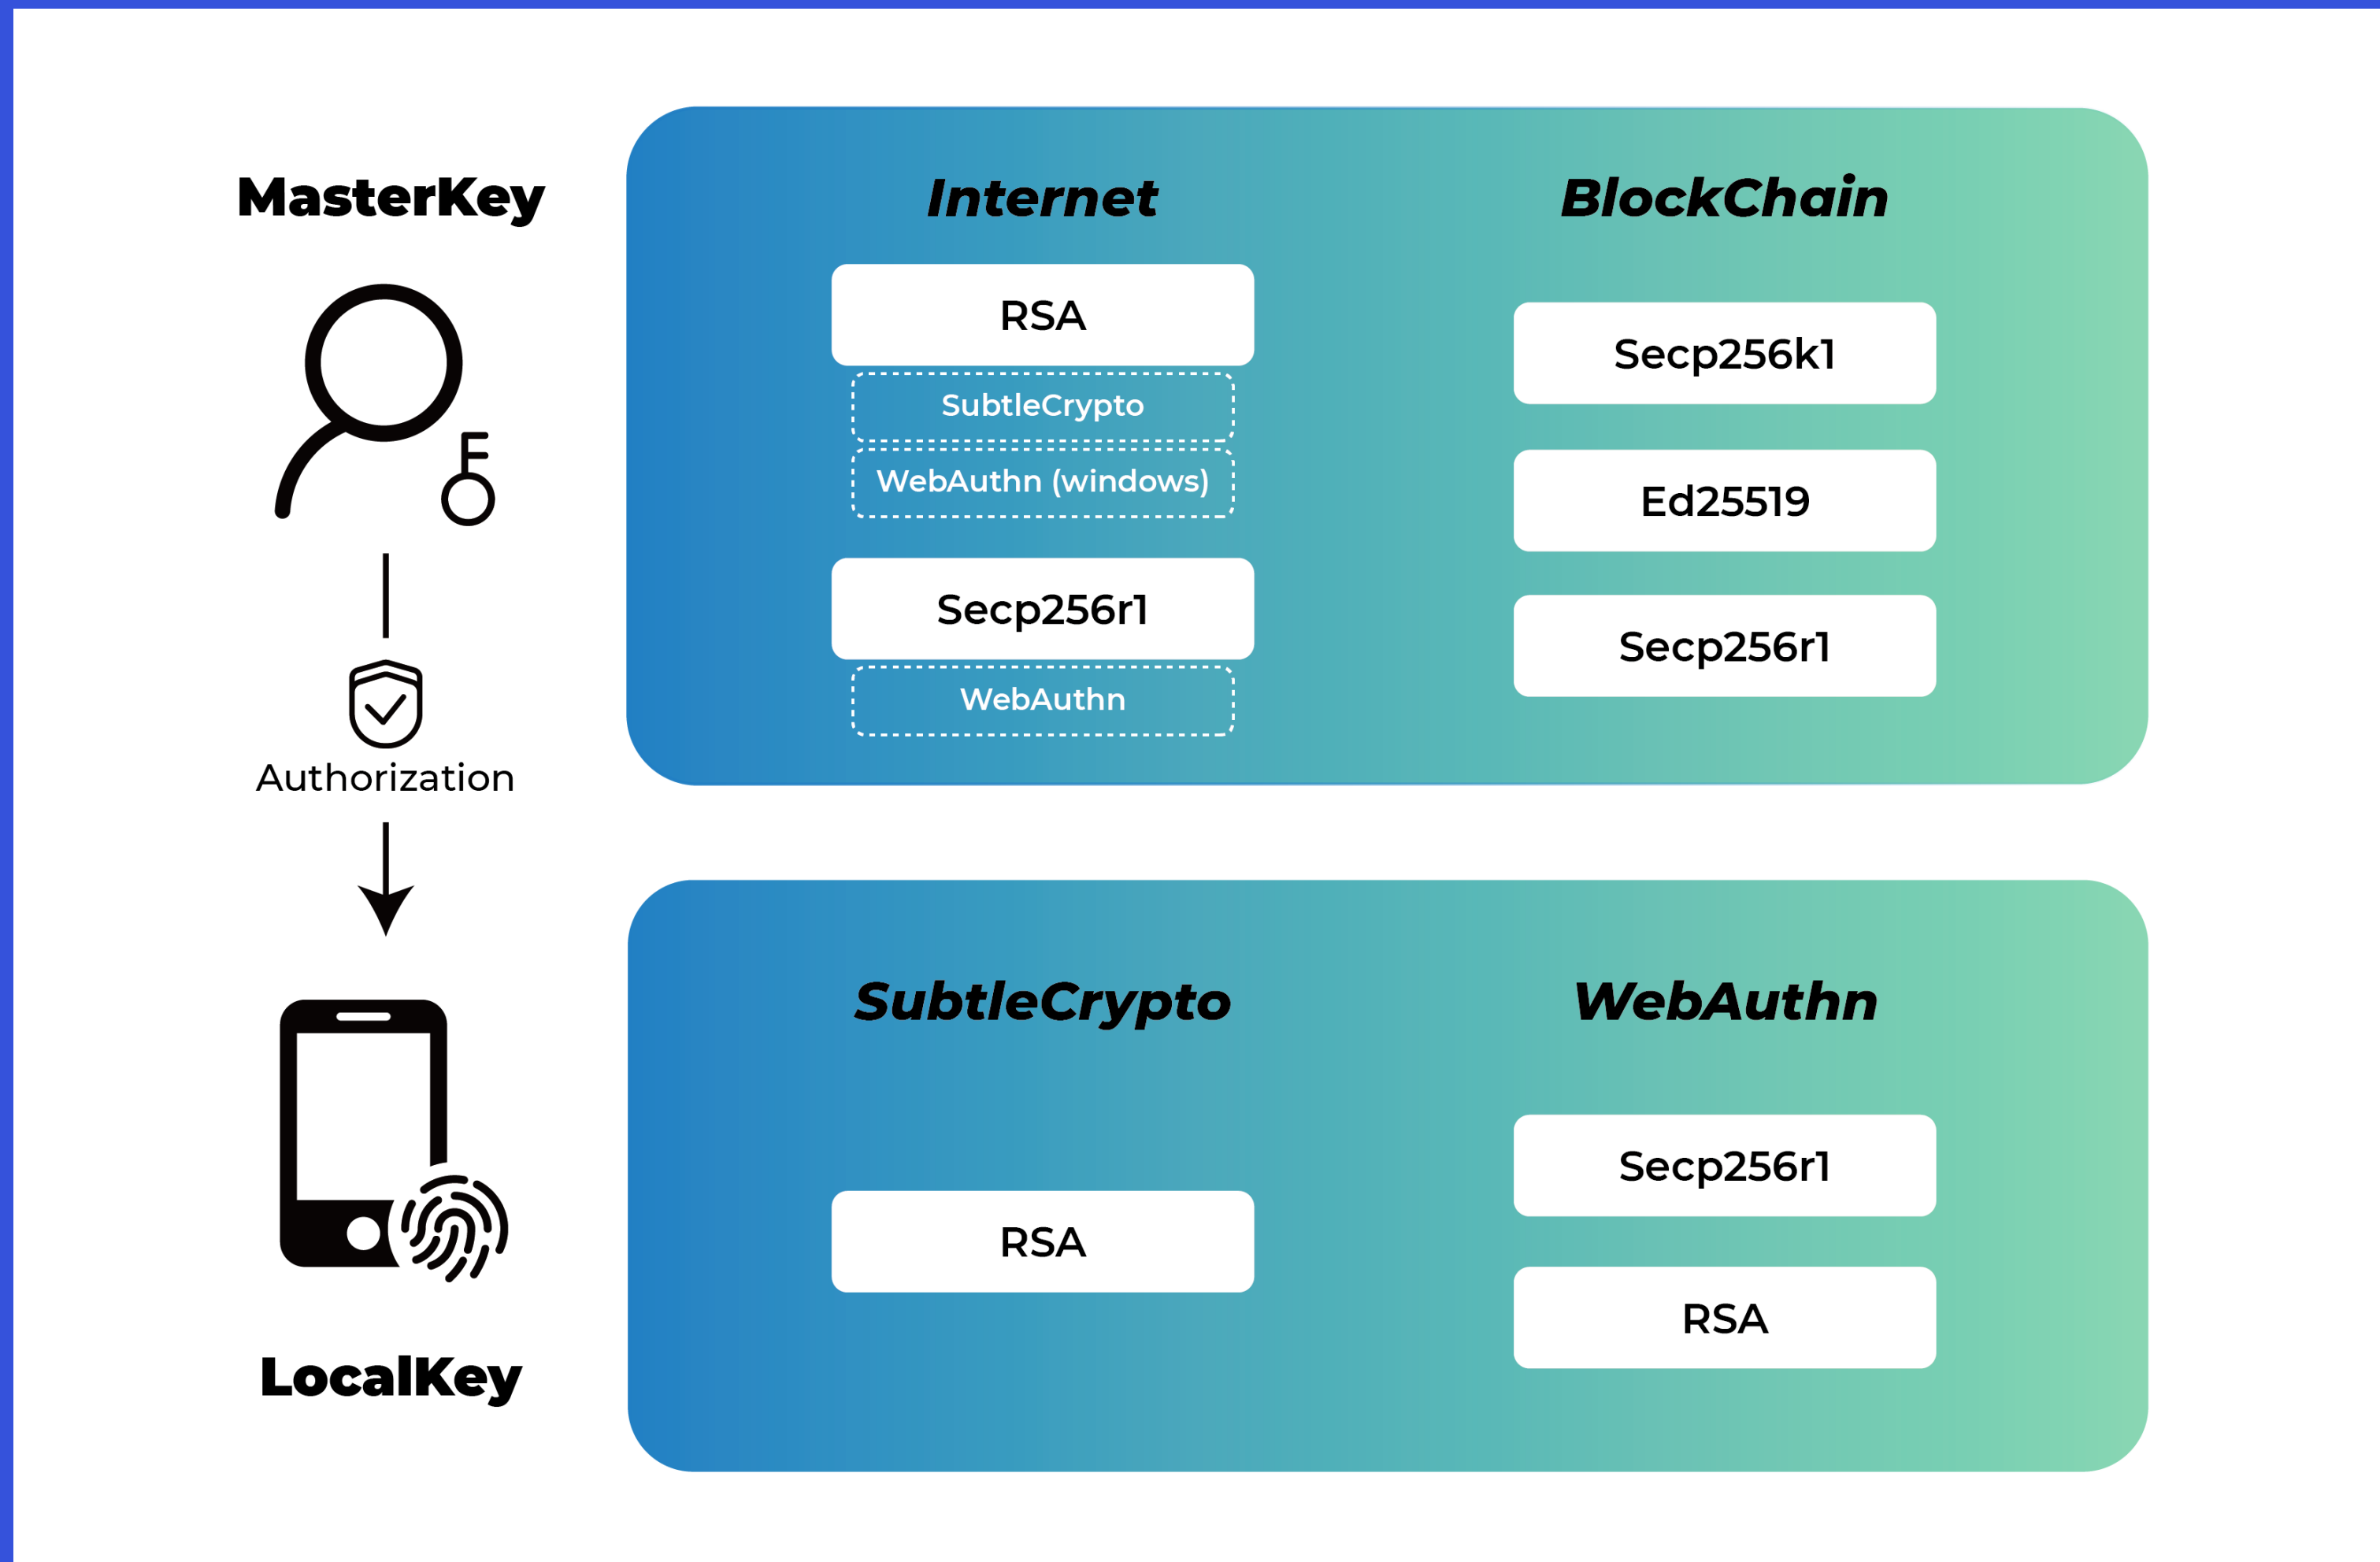 MasterKey
Authorization
LocalKey
Internet
RSA
SubtleCrypto
WebAuthn (windows)
Secp256r1
WebAuthn
BlockChain
Secp256k1
Ed25519
Secp256r1
SubtleCrypto
RSA
WebAuthn
Secp256r1
RSA